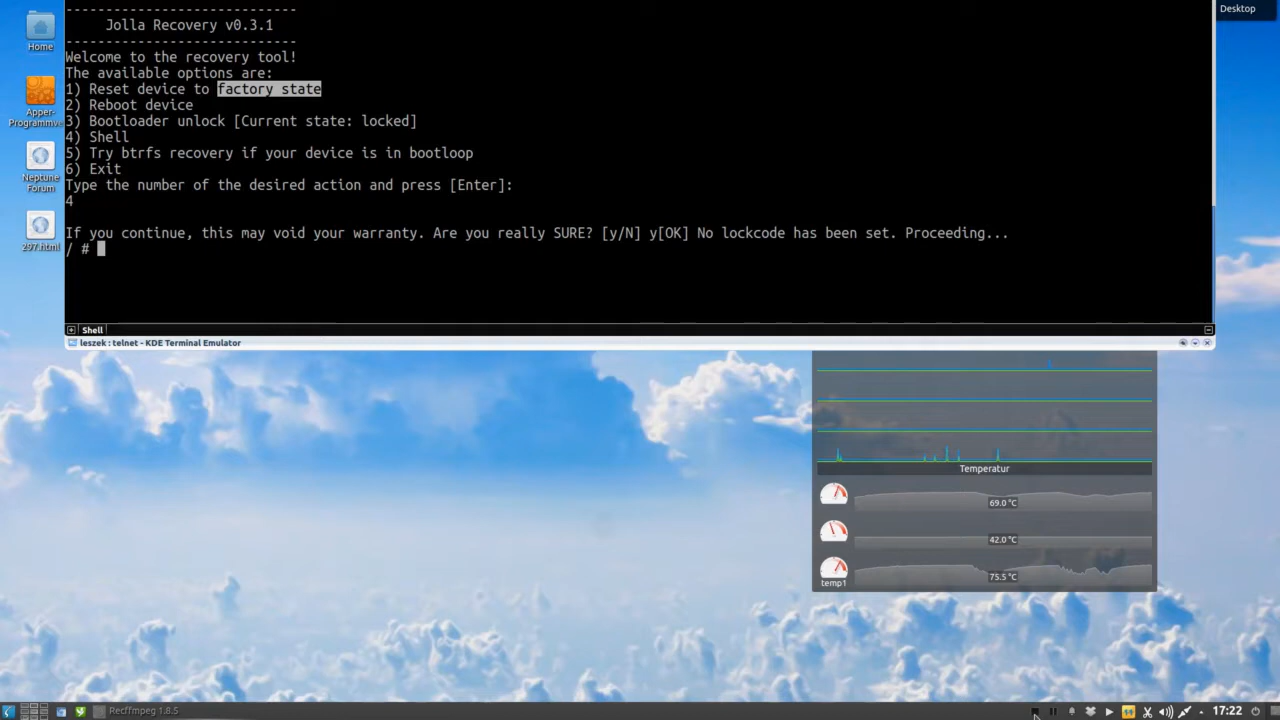 -----------------------------
Jolla Recovery v0.3.1
-----------------------------
Welcome to the recovery tool!
The available options are:
1) Reset device to factory state
2) Reboot device
3) Bootloader unlock [Current state: locked]
4) Shell
5) Try btrfs recovery if your device is in bootloop
6) Exit
Type the number of the desired action and press [Enter]:
4
If you continue, this may void your warranty. Are you really SURE? [y/N] y[OK] No lockcode has been set. Proceeding...
/ #
Shell
leszek : telnet - KDE Terminal Emulator
Desktop
Home
Apper-
Programmve
Neptune
Forum
297.html
Temperatur
69.0 °C
42.0 °C
75.5 °C
temp1
Recffmpeg 1.8.5
17:22